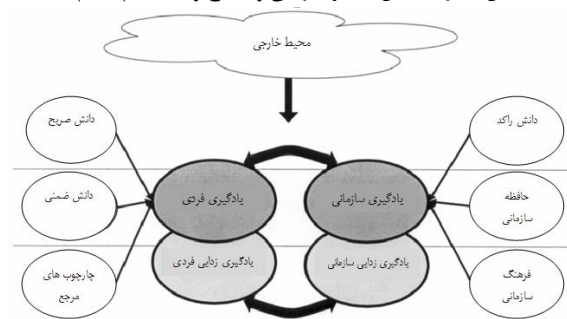 محیط خارجی
دانش صریح
دانش راکد
دانش ضمنی
یادگیری فردی
یادگیری سازمانی
حافظه
سازمانی
یادگیری زدایی فردی
یادگیری زدایی سازمانی
چارچوب های
مرجع
فرهنگ
سازمانی